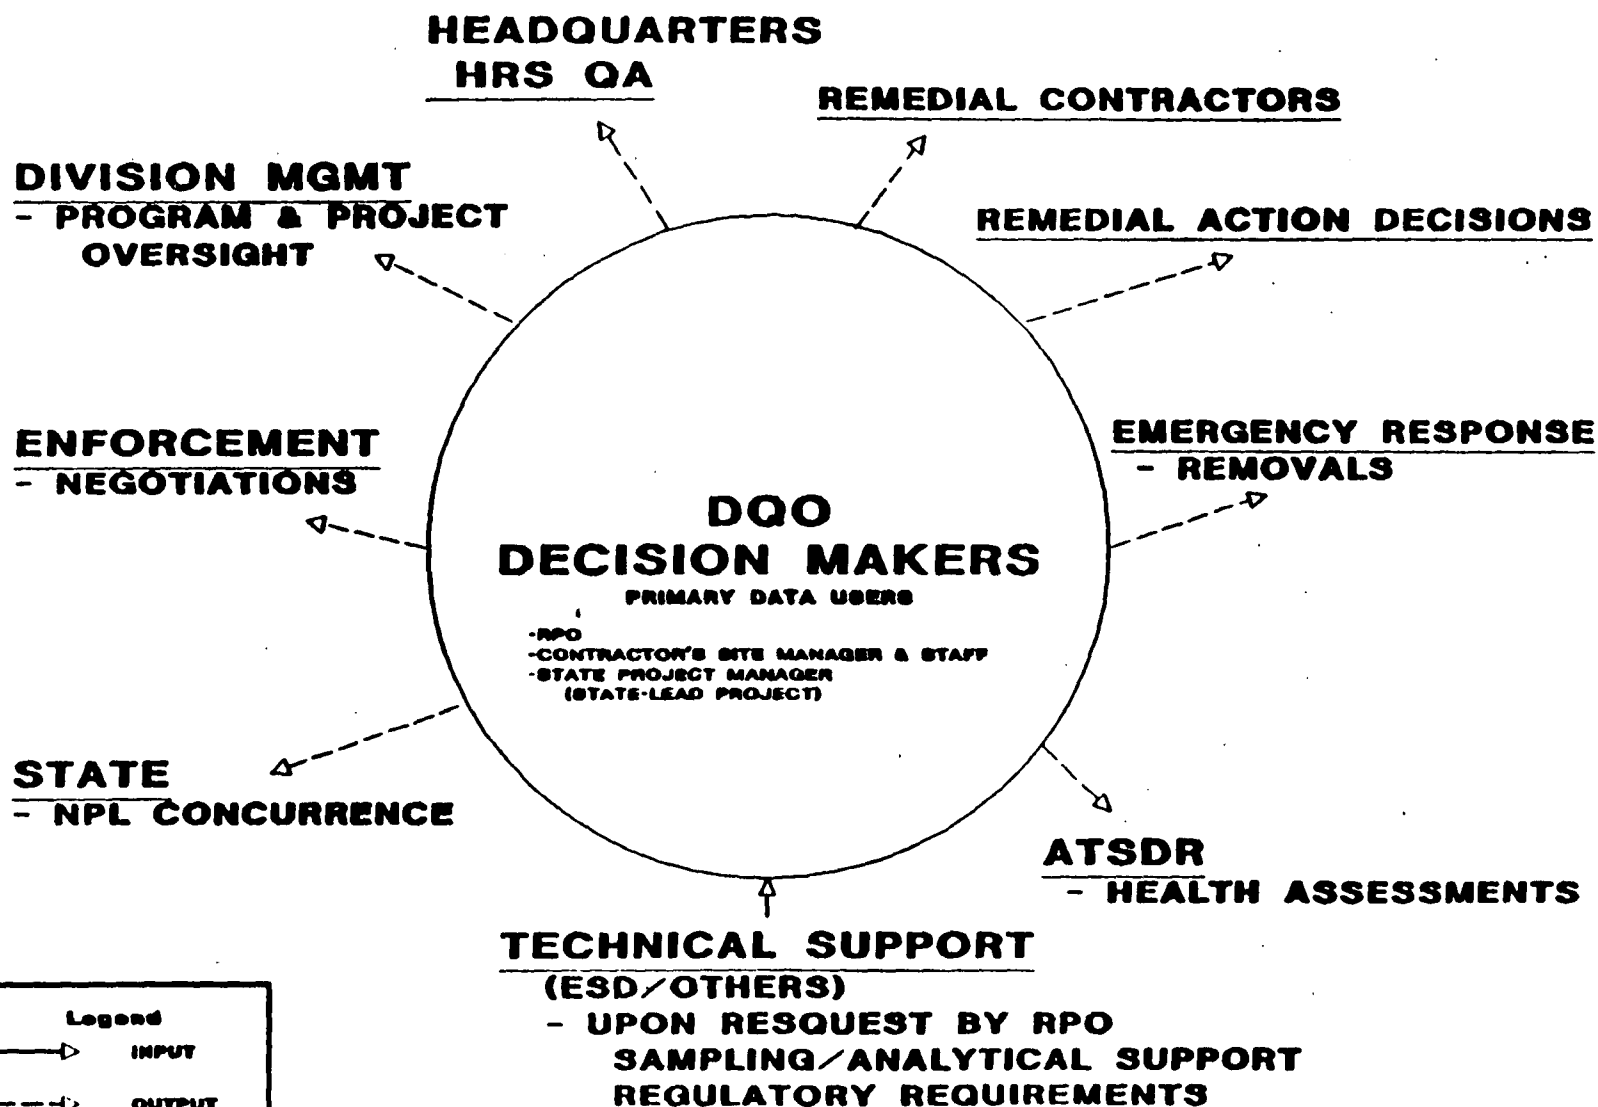 HEADQUARTERS
HRS QA
REMEDIAL CONTRACTORS
DIVISION MGMT
- PROGRAM & PROJECT
OVERSIGHT
REMEDIAL ACTION DECISIONS
ENFORCEMENT
- NEGOTIATIONS
EMERGENCY RESPONSE
- REMOVALS
DQO
DECISION MAKERS
PRIMARY DATA USERS
-RPO
-CONTRACTOR'S SITE MANAGER & STAFF
-STATE PROJECT MANAGER
(STATE-LEAD PROJECT)
STATE
- NPL CONCURRENCE
ATSDR
- HEALTH ASSESSMENTS
TECHNICAL SUPPORT
(ESD/OTHERS)
- UPON RESQUEST BY RPO
SAMPLING/ANALYTICAL SUPPORT
REGULATORY REQUIREMENTS
Legend
INPUT
OUTPUT